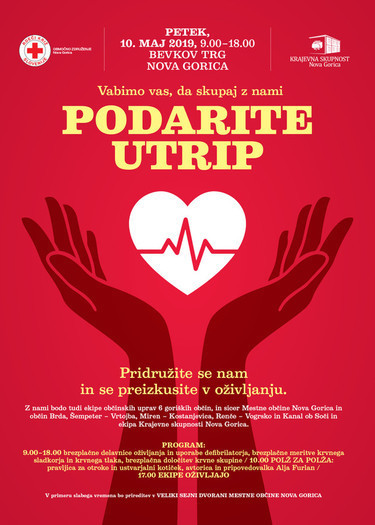 PETEK,
10. MAJ 2019, 9.00–18.00
BEVKOV TRG
NOVA GORICA
RDEČI KRIŽ
SLOVENIJE
OBMOČNO ZDRUŽENJE
Nova Gorica
KRAJEVNA SKUPNOST
Nova Gorica
Vabimo vas, da skupaj z nami
PODARITE
UTRIP
Pridružite se nam
in se preizkusite v oživljanju.
Z nami bodo tudi ekipe občinskih uprav 6 goriških občin, in sicer Mestne občine Nova Gorica in
občin Brda, Šempeter – Vrtojba, Miren – Kostanjevica, Renče – Vogrsko in Kanal ob Soči in
ekipa Krajevne skupnosti Nova Gorica.
PROGRAM:
9.00–18.00 brezplačne delavnice oživljanja in uporabe defibrilatorja, brezplačne meritve krvnega
sladkorja in krvnega tlaka, brezplačna določitev krvne skupine / 10.00 POLŽ ZA POLŽA:
pravljica za otroke in ustvarjalni kotiček, avtorica in pripovedovalka Alja Furlan /
17.00 EKIPE OŽIVLJAJO
V primeru slabega vremena bo prireditev v VELIKI SEJNI DVORANI MESTNE OBČINE NOVA GORICA